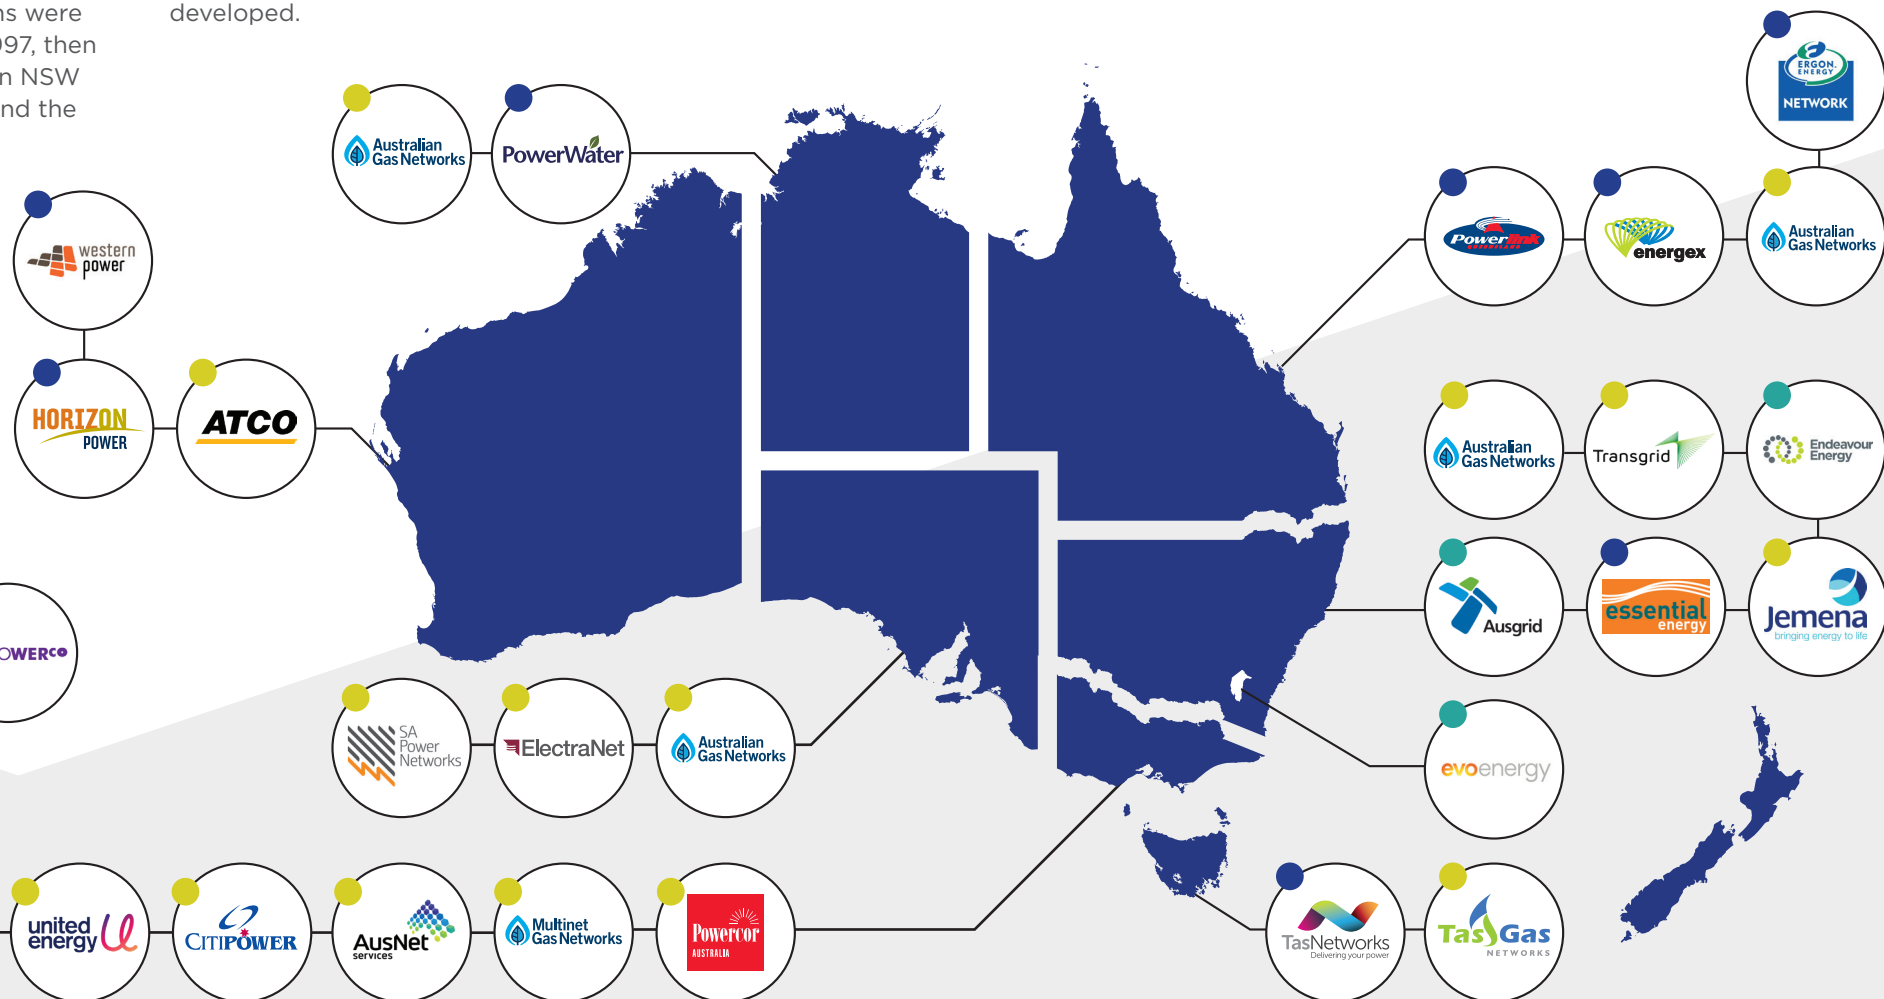 ns were
997, then
n NSW
nd the
developed.
ERGON.
ENERGY
NETWORK
Australian
Gas Networks
PowerWater
western
power
Powerlink
QUEENSLAND
energex
Australian
Gas Networks
HORIZON
POWER
ATCO
Australian
Gas Networks
Transgrid
Endeavour
Energy
Ausgrid
essential
energy
Jemena
bringing energy to life
OWERCO
SA
Power
Networks
ElectraNet
Australian
Gas Networks
evoenergy
united
energy
CITIPOWER
AusNet
services
Multinet
Gas Networks
Powercor
AUSTRALIA
TasNetworks
Delivering your power
TasGas
NETWORKS